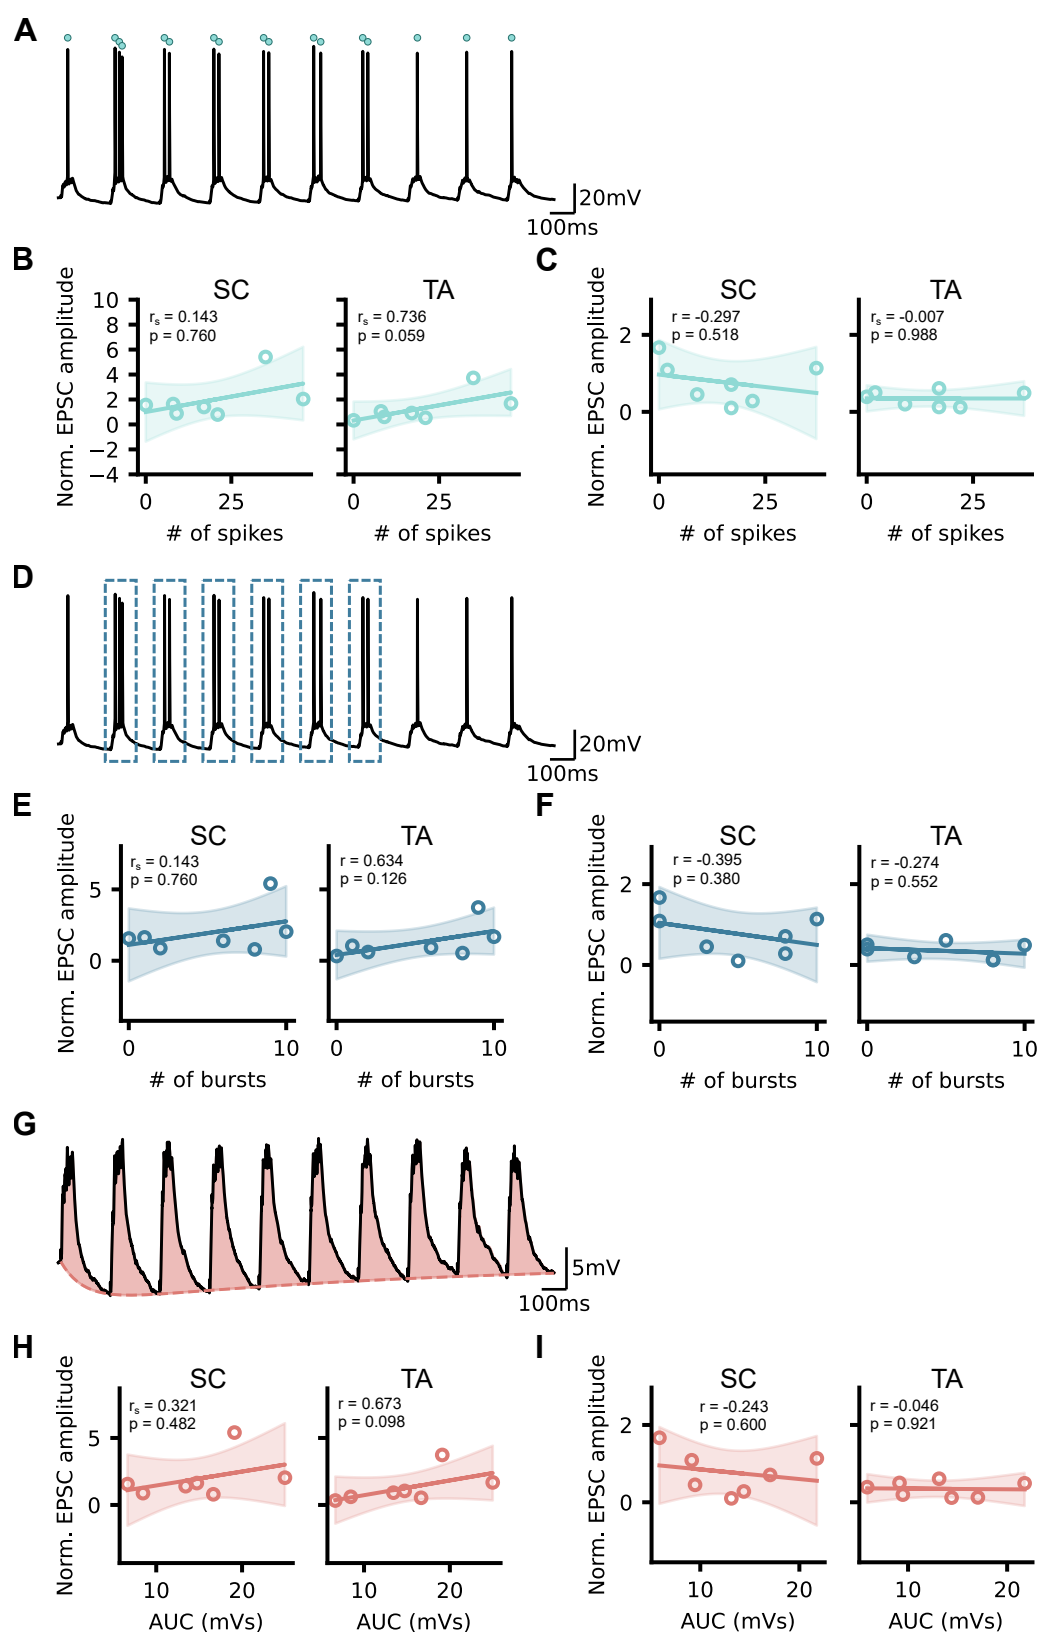 A
20mV
100ms
B
C
SC
TA
SC
TA
Norm. EPSC amplitude
10
8
6
4
2
0
−2
−4
rs = 0.143
p = 0.760
rs = 0.736
p = 0.059
Norm. EPSC amplitude
2
0
r = -0.297
p = 0.518
rs = -0.007
p = 0.988
0
25
0
25
0
25
0
25
# of spikes
# of spikes
# of spikes
# of spikes
D
20mV
100ms
E
F
SC
TA
SC
TA
Norm. EPSC amplitude
5
0
rs = 0.143
p = 0.760
r = 0.634
p = 0.126
Norm. EPSC amplitude
2
0
r = -0.395
p = 0.380
r = -0.274
p = 0.552
0
10
0
10
0
10
0
10
# of bursts
# of bursts
# of bursts
# of bursts
G
5mV
100ms
H
I
SC
TA
SC
TA
Norm. EPSC amplitude
5
0
rs = 0.321
p = 0.482
r = 0.673
p = 0.098
Norm. EPSC amplitude
2
0
r = -0.243
p = 0.600
r = -0.046
p = 0.921
10
20
10
20
10
20
10
20
AUC (mVs)
AUC (mVs)
AUC (mVs)
AUC (mVs)